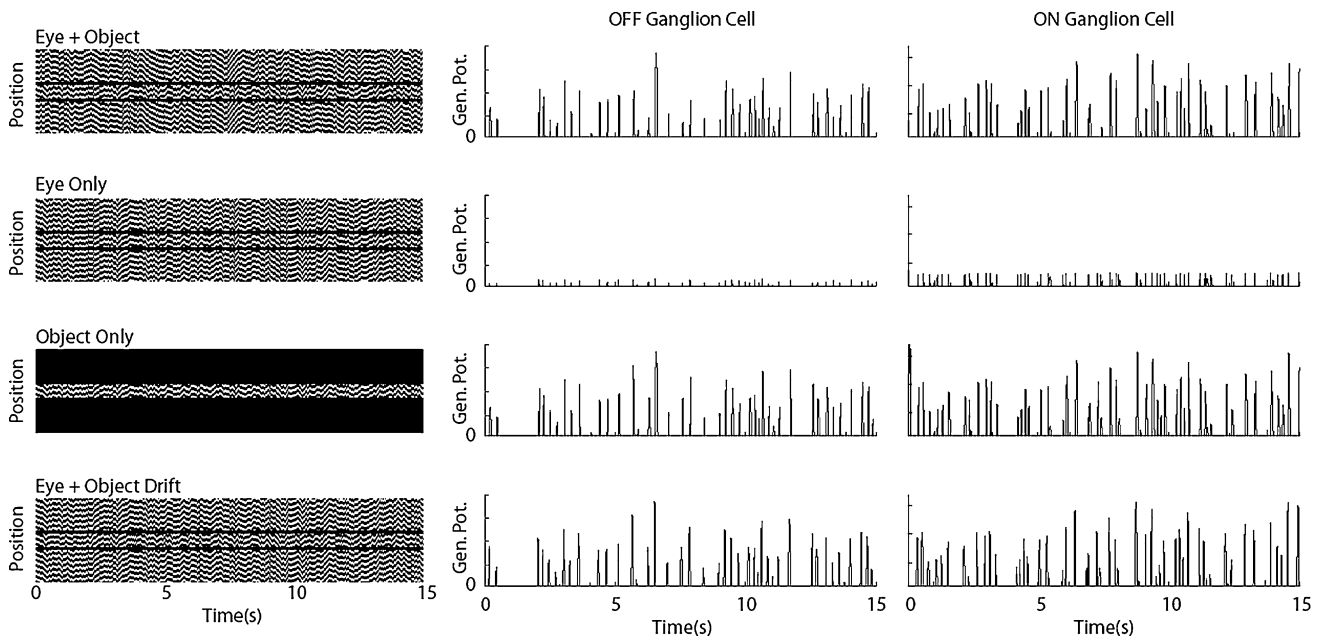 OFF Ganglion Cell
ON Ganglion Cell
Eye + Object
Position
Gen. Pot.
0
Eye Only
Position
Gen. Pot.
0
Object Only
Position
Gen. Pot.
0
Eye + Object Drift
Position
Gen. Pot.
0
0 5 10 15
Time(s)
0 5 10 15
Time(s)
0 5 10 15
Time(s)